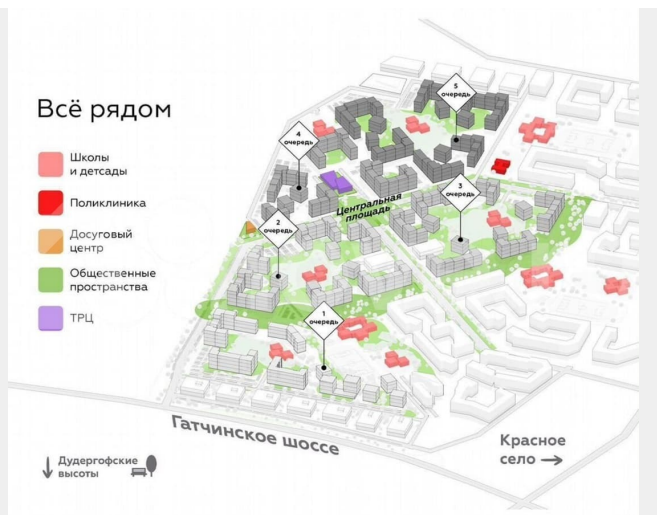 Всё рядом
Школы
и детсады
Поликлиника
Досуговый
центр
Общественные
пространства
ТРЦ
5
очередь
4
очередь
3
очередь
Центральная
площадь
2
очередь
1
очередь
Гатчинское шоссе
Красное
село →
↓ Дудергофские
высоты